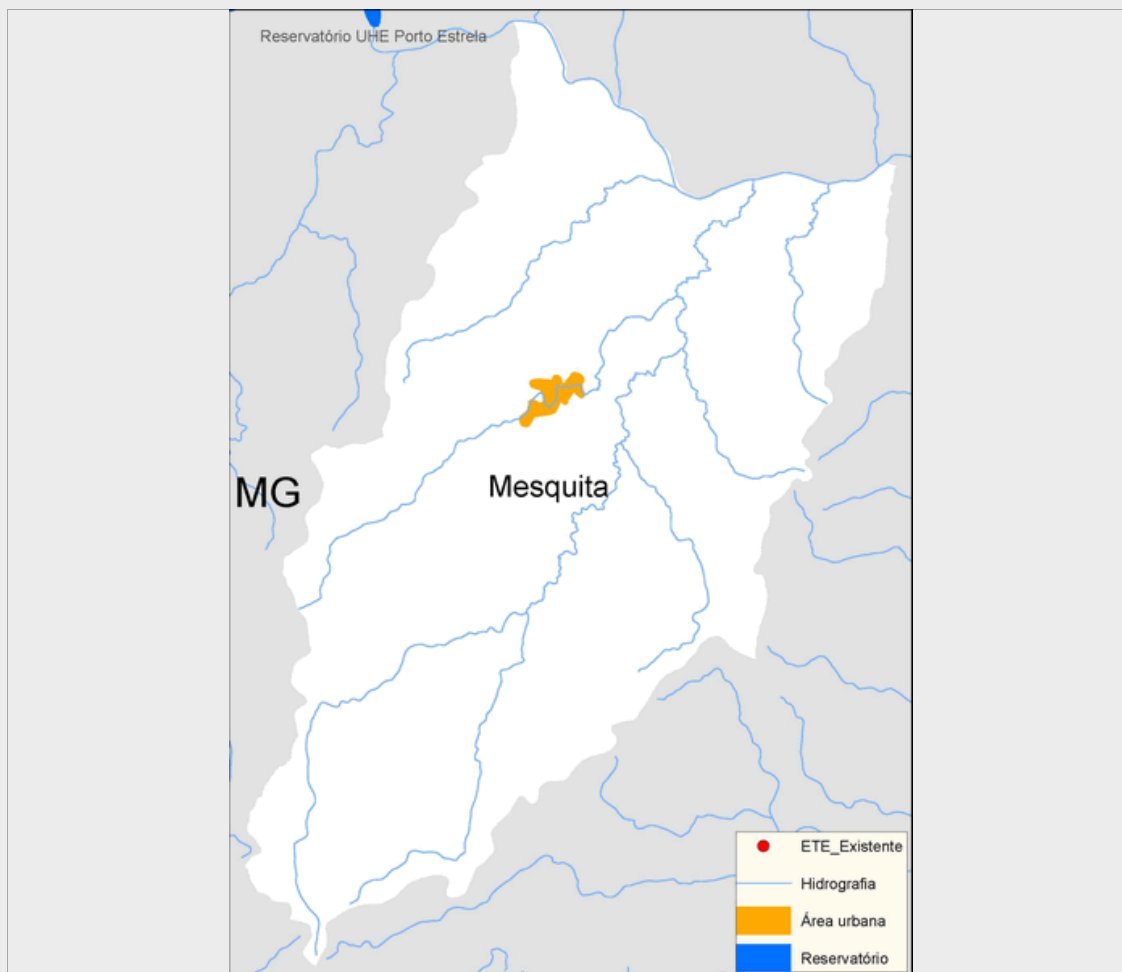 Reservatório UHE Porto Estrela
MG
Mesquita
ETE_Existente
Hidrografia
Área urbana
Reservatório